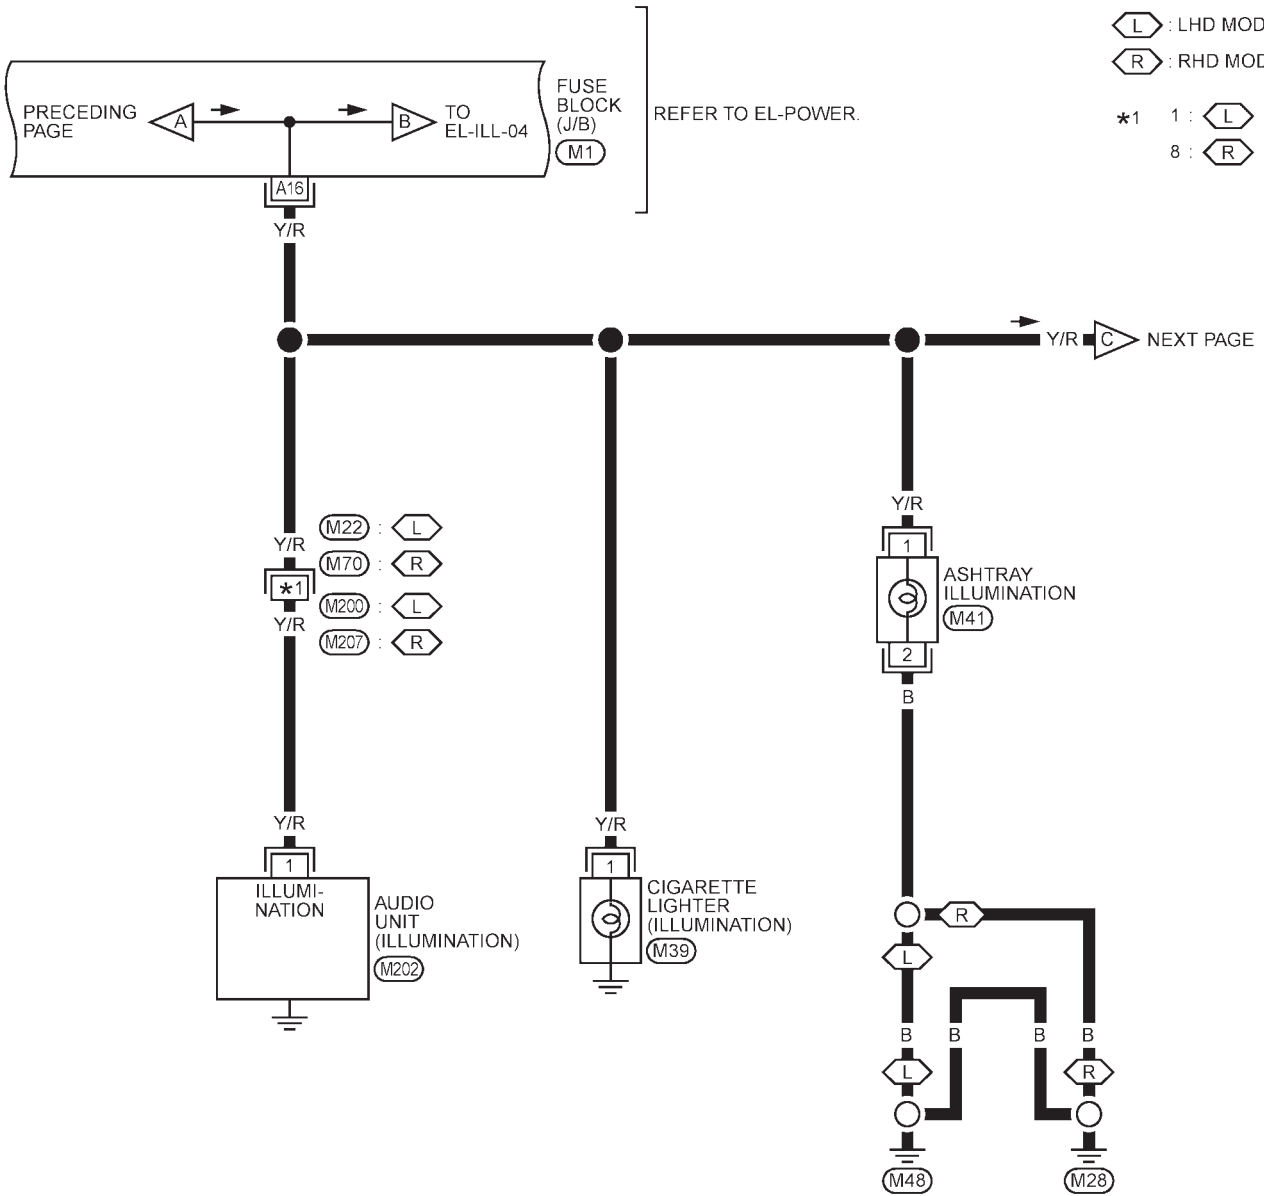 L : LHD MOD
R : RHD MOD
*1 1 : L
8 : R
REFER TO EL-POWER.
PRECEDING
PAGE
A
B
TO
EL-ILL-04
FUSE
BLOCK
(J/B)
M1
A16
Y/R
Y/R
C
NEXT PAGE
Y/R
*1
Y/R
M22 : L
M70 : R
M200 : L
M207 : R
Y/R
1
2
B
ASHTRAY
ILLUMINATION
M41
Y/R
1
ILLUMI-
NATION
AUDIO
UNIT
(ILLUMINATION)
M202
Y/R
1
CIGARETTE
LIGHTER
(ILLUMINATION)
M39
R
L
B
B
B
B
L
R
M48
M28